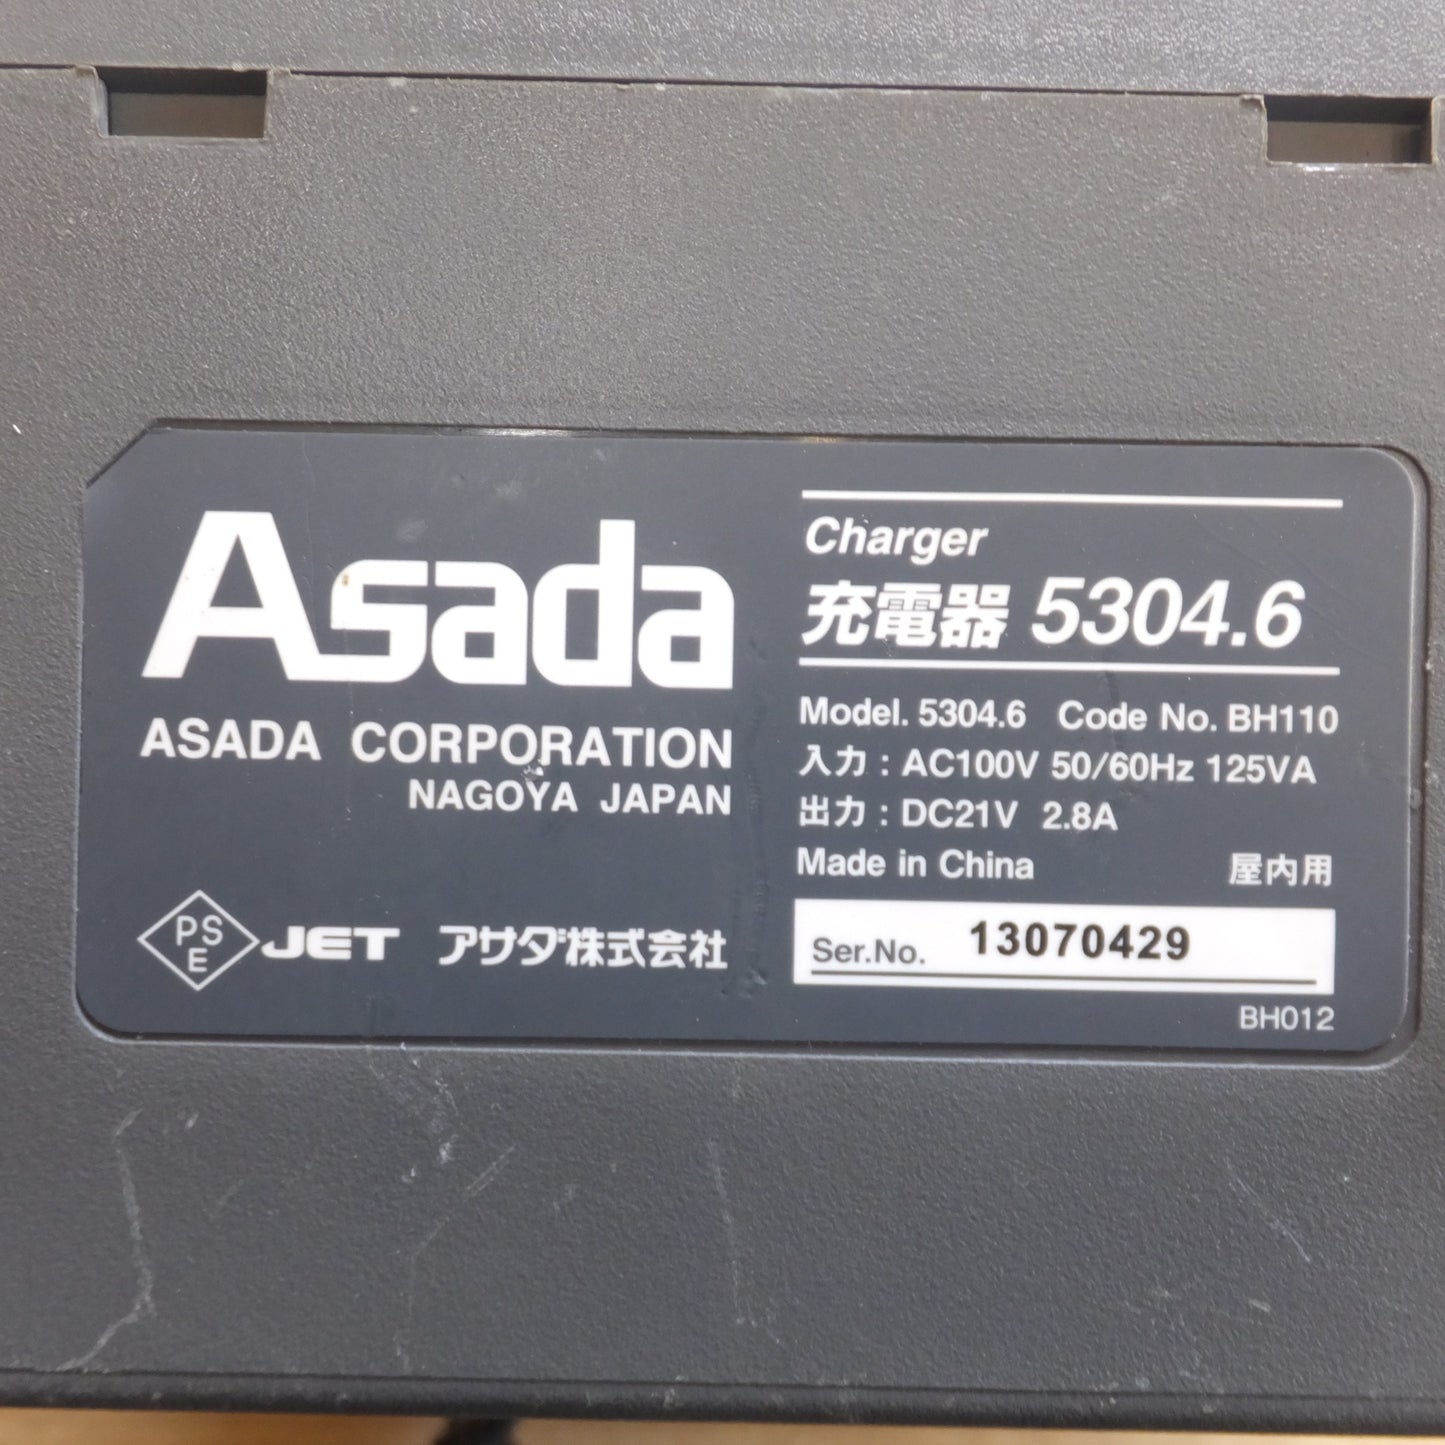 Asada
ASADA CORPORATION
NAGOYA JAPAN
PSE JET アサダ株式会社
Charger
充電器 5304.6
Model. 5304.6 Code No. BH110
入力 : AC100V 50/60Hz 125VA
出力 : DC21V 2.8A
Made in China 屋内用
Ser.No. 13070429
BH012